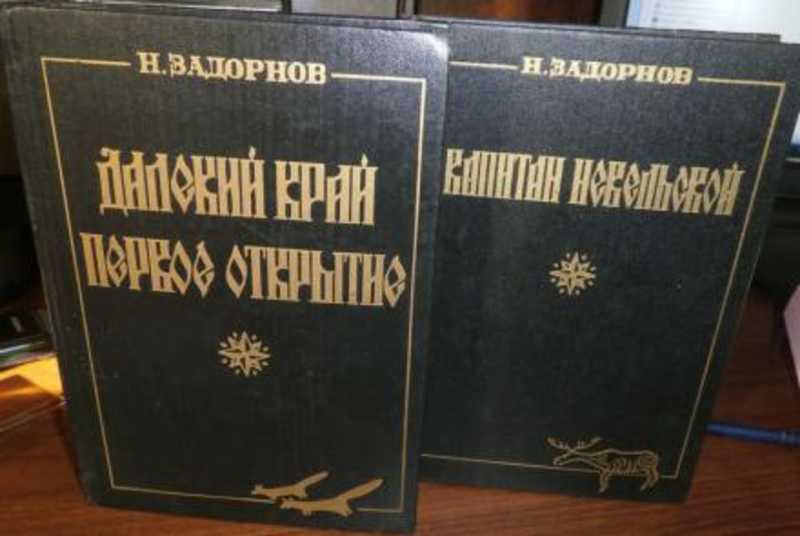 Н. ЗАДОРНОВ
ДАЛЕКИЙ КРАЙ
ПЕРВОЕ ОТКРЫТИЕ
Н. ЗАДОРНОВ
КАПИТАН НЕВЕЛЬСКОЙ